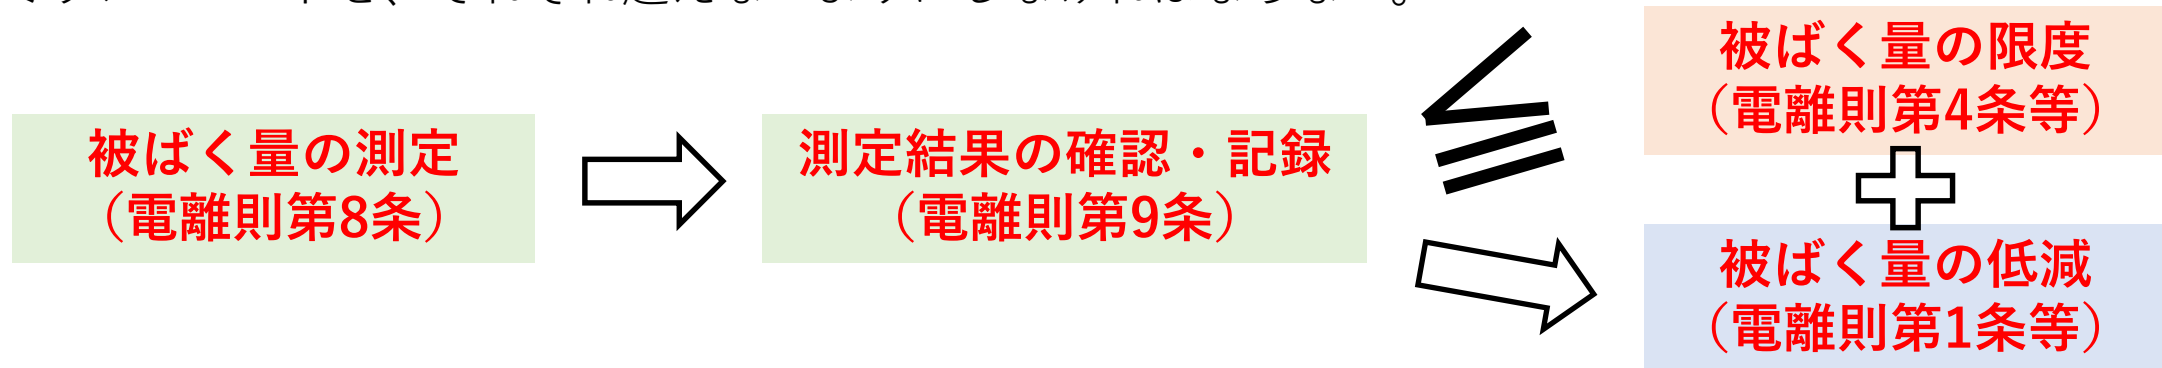 被ばく量の測定
（電離則第8条）
測定結果の確認・記録
（電離則第9条）
被ばく量の限度
（電離則第4条等）
被ばく量の低減
（電離則第1条等）